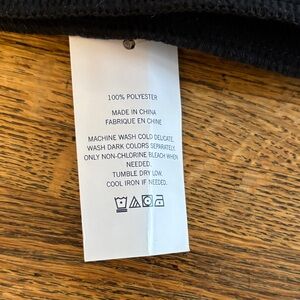 100% POLYESTER
MADE IN CHINA
FABRIQUE EN CHINE
MACHINE WASH COLD DELICATE.
WASH DARK COLORS SEPARATELY.
ONLY NON-CHLORINE BLEACH WHEN
NEEDED.
TUMBLE DRY LOW.
COOL IRON IF NEEDED.